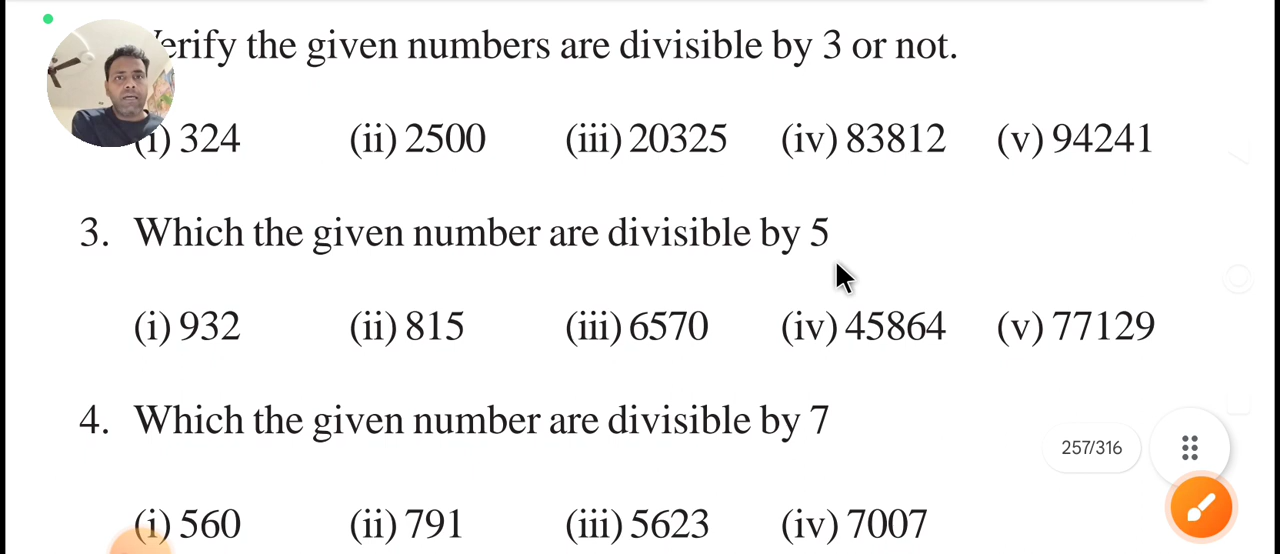 erify the given numbers are divisible by 3 or not.
(i) 324 (ii) 2500 (iii) 20325 (iv) 83812 (v) 94241
3. Which the given number are divisible by 5
(i) 932 (ii) 815 (iii) 6570 (iv) 45864 (v) 77129
4. Which the given number are divisible by 7
257/316
(i) 560 (ii) 791 (iii) 5623 (iv) 7007